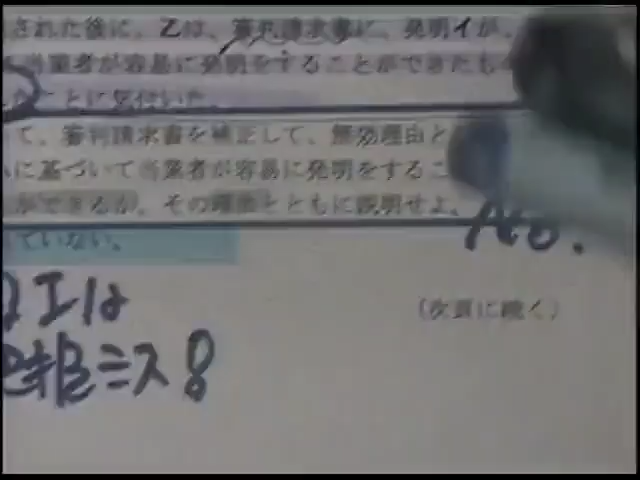 された後に、乙は、審判請求書に、発明イが、
当業者が容易に発明をすることができたも
ことに気付いた。
て、審判請求書を補正して、無効理由と
に基づいて当業者が容易に発明をするこ
ができるか、その理由とともに説明せよ。
ていない。
No.
エは
ミス
(次頁に続く)